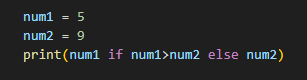 num1 = 5
num2 = 9
print(num1 if num1>num2 else num2)